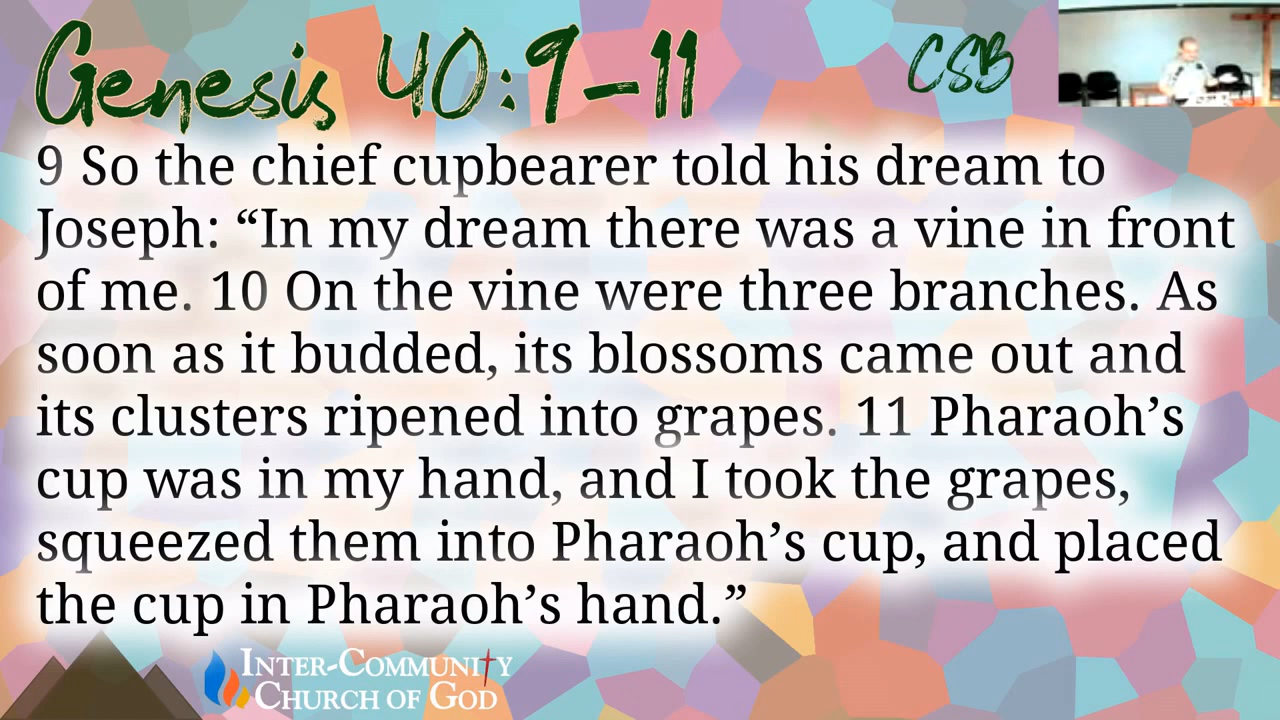 Genesis 40:9-11
CSB
9 So the chief cupbearer told his dream to
Joseph: “In my dream there was a vine in front
of me. 10 On the vine were three branches. As
soon as it budded, its blossoms came out and
its clusters ripened into grapes. 11 Pharaoh’s
cup was in my hand, and I took the grapes,
squeezed them into Pharaoh’s cup, and placed
the cup in Pharaoh’s hand.”
Inter-Community
Church of God